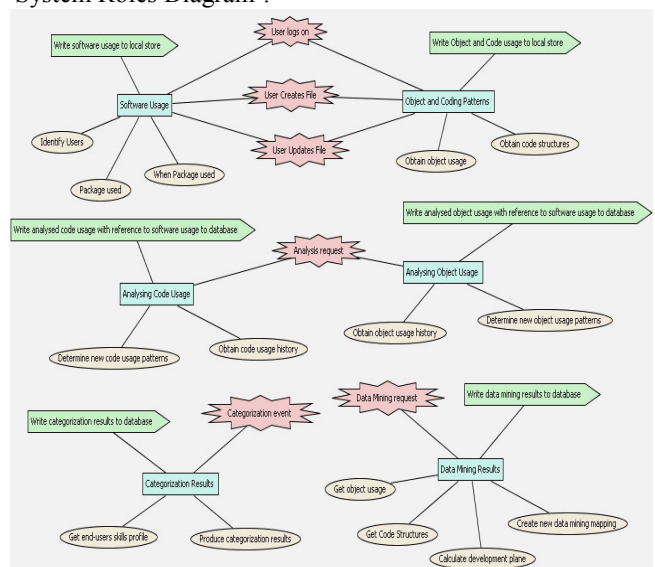 System Roles Diagram .
User logs on
Write software usage to local store
Write Object and Code usage to local store
Software Usage
User Creates File
Object and Coding Patterns
Identify Users
User Updates File
Obtain code structures
When Package used
Obtain object usage
Package used
Write analysed object usage with reference to software usage to database
Write analysed code usage with reference to software usage to database
Analysis request
Analysing Code Usage
Analysing Object Usage
Obtain object usage history
Determine new object usage patterns
Obtain code usage history
Determine new code usage patterns
Data Mining request
Write data mining results to database
Write categorization results to database
Categorization event
Categorization Results
Data Mining Results
Get object usage
Get end-users skills profile
Produce categorization results
Get Code Structures
Create new data mining mapping
Calculate development plane